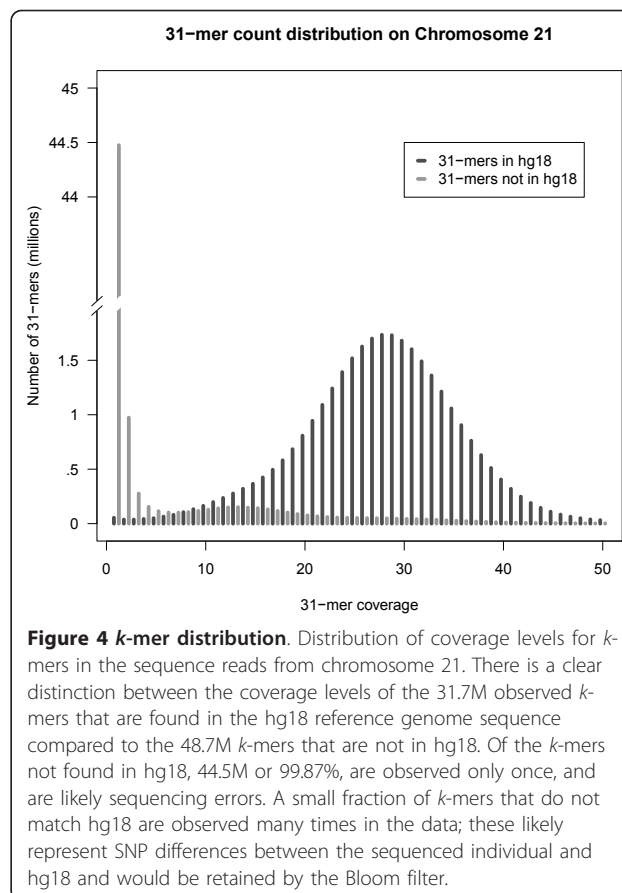 31−mer count distribution on Chromosome 21
45
44.5
44
1.5
1
.5
0
Number of 31−mers (millions)
31−mers in hg18
31−mers not in hg18
0 10 20 30 40 50
31−mer coverage
Figure 4 k-mer distribution. Distribution of coverage levels for k-
mers in the sequence reads from chromosome 21. There is a clear
distinction between the coverage levels of the 31.7M observed k-
mers that are found in the hg18 reference genome sequence
compared to the 48.7M k-mers that are not in hg18. Of the k-mers
not found in hg18, 44.5M or 99.87%, are observed only once, and
are likely sequencing errors. A small fraction of k-mers that do not
match hg18 are observed many times in the data; these likely
represent SNP differences between the sequenced individual and
hg18 and would be retained by the Bloom filter.